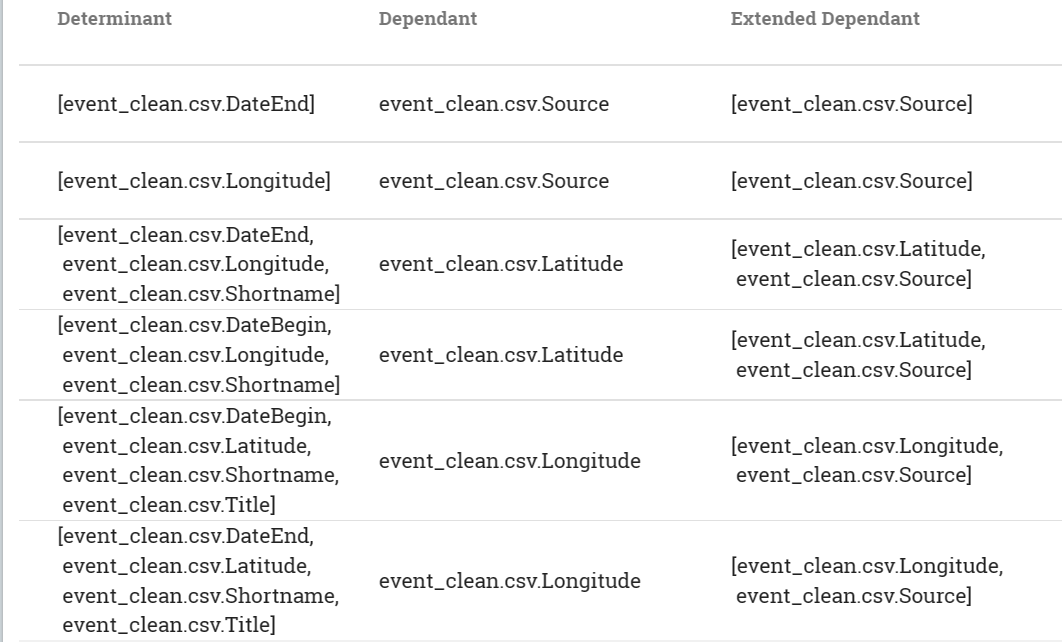 Determinant Dependant Extended Dependant
[event_clean.csv.DateEnd] event_clean.csv.Source [event_clean.csv.Source]
[event_clean.csv.Longitude] event_clean.csv.Source [event_clean.csv.Source]
[event_clean.csv.DateEnd,
event_clean.csv.Longitude,
event_clean.csv.Shortname]
event_clean.csv.Latitude
[event_clean.csv.Latitude,
event_clean.csv.Source]
[event_clean.csv.DateBegin,
event_clean.csv.Longitude,
event_clean.csv.Shortname]
event_clean.csv.Latitude
[event_clean.csv.Latitude,
event_clean.csv.Source]
[event_clean.csv.DateBegin,
event_clean.csv.Latitude,
event_clean.csv.Shortname,
event_clean.csv.Title]
event_clean.csv.Longitude
[event_clean.csv.Longitude,
event_clean.csv.Source]
[event_clean.csv.DateEnd,
event_clean.csv.Latitude,
event_clean.csv.Shortname,
event_clean.csv.Title]
event_clean.csv.Longitude
[event_clean.csv.Longitude,
event_clean.csv.Source]